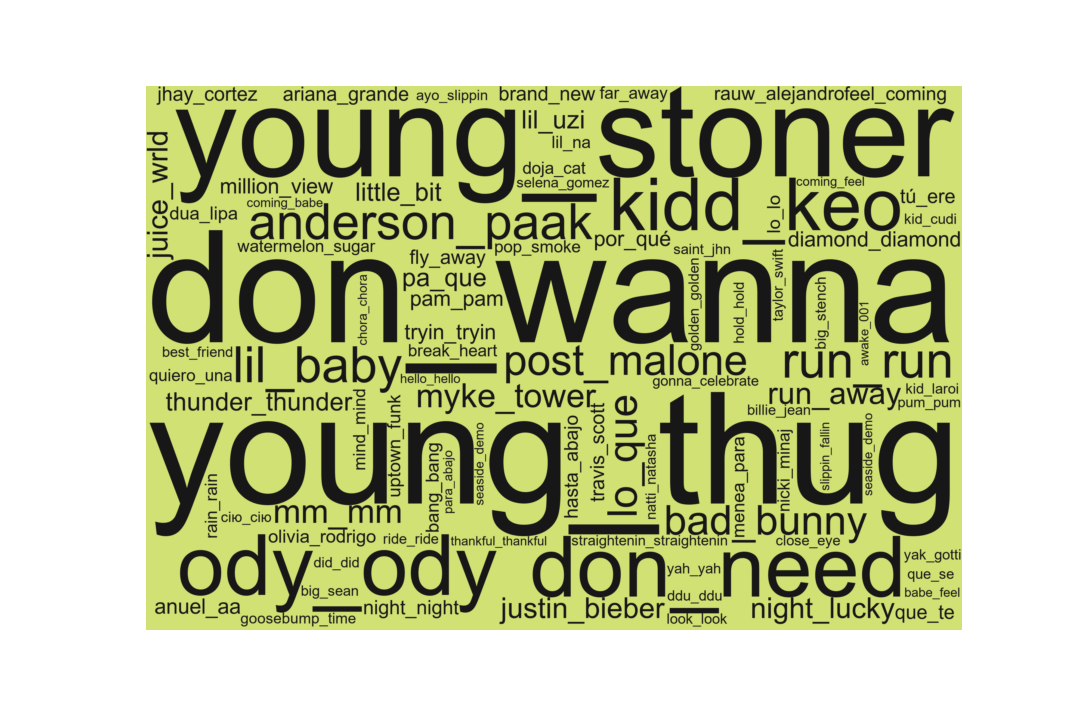 jhay_cortez
ariana_grande
ayo_slippin
brand_new
far_away
rauw_alejandro
feel_coming
young_stoner
lil_uzi
lil_na
juice_wrld
doja_cat
selena_gomez
million_view
little_bit
coming_feel
kidd_keo
lo_lo
tú_ere
coming_babe
dua_lipa
anderson_paak
kid_cudi
watermelon_sugar
pop_smoke
por_qué
saint_jhn
diamond_diamond
don_wanna
fly_away
pa_que
pam_pam
chora_chora
golden_golden
hold_hold
taylor_swift
big_stench
awake_001
tryin_tryin
best_friend
break_heart
lil_baby
post_malone
run_run
quiero_una
hello_hello
gonna_celebrate
thunder_thunder
myke_tower
run_away
kid_laroi
pum_pum
billie_jean
young_thug
mind_mind
uptown_funk
bang_bang
para_abajo
seaside_demo
hasta_abajo
travis_scott
lo_que
natti_natasha
menea_para
nicki_minaj
slippin_fallin
seaside_demo
rain_rain
сію_сію
mm_mm
bad_bunny
olivia_rodrigo
ride_ride
thankful_thankful
straightenin_straightenin
close_eye
ody_ody
did_did
don_need
yah_yah
yak_gotti
que_se
big_sean
ddu_ddu
babe_feel
anuel_aa
night_night
justin_bieber
night_lucky
que_te
goosebump_time
look_look